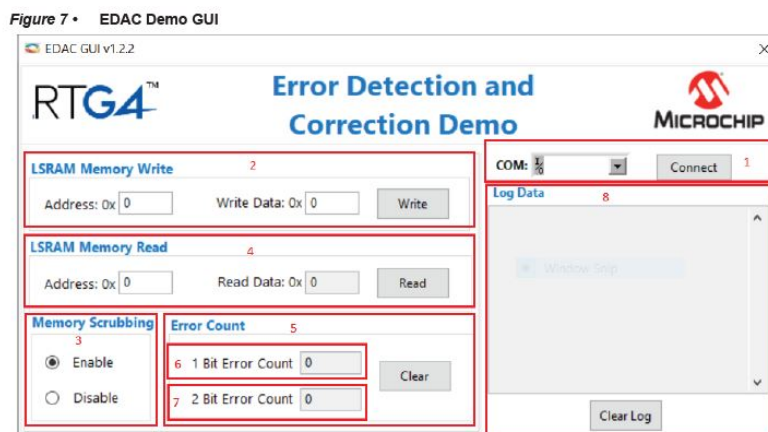 Figure 7 • EDAC Demo GUI
EDAC GUI v1.2.2
RTG4™
Error Detection and
Correction Demo
MICROCHIP
LSRAM Memory Write 2
Address: 0x 0 Write Data: 0x 0 Write
COM: Connect 1
Log Data 8
Window Snip
LSRAM Memory Read 4
Address: 0x 0 Read Data: 0x 0 Read
Memory Scrubbing
3
Enable
Disable
Error Count 5
6 1 Bit Error Count 0
7 2 Bit Error Count 0
Clear
Clear Log